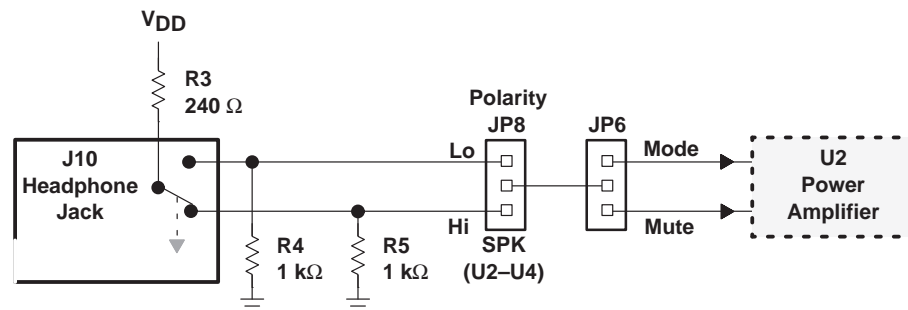 VDD
R3
240 Ω
Polarity
JP8
JP6
J10
Headphone
Jack
Lo
Mode
U2
Power
Amplifier
Hi
Mute
R4
1 kΩ
R5
1 kΩ
SPK
(U2–U4)